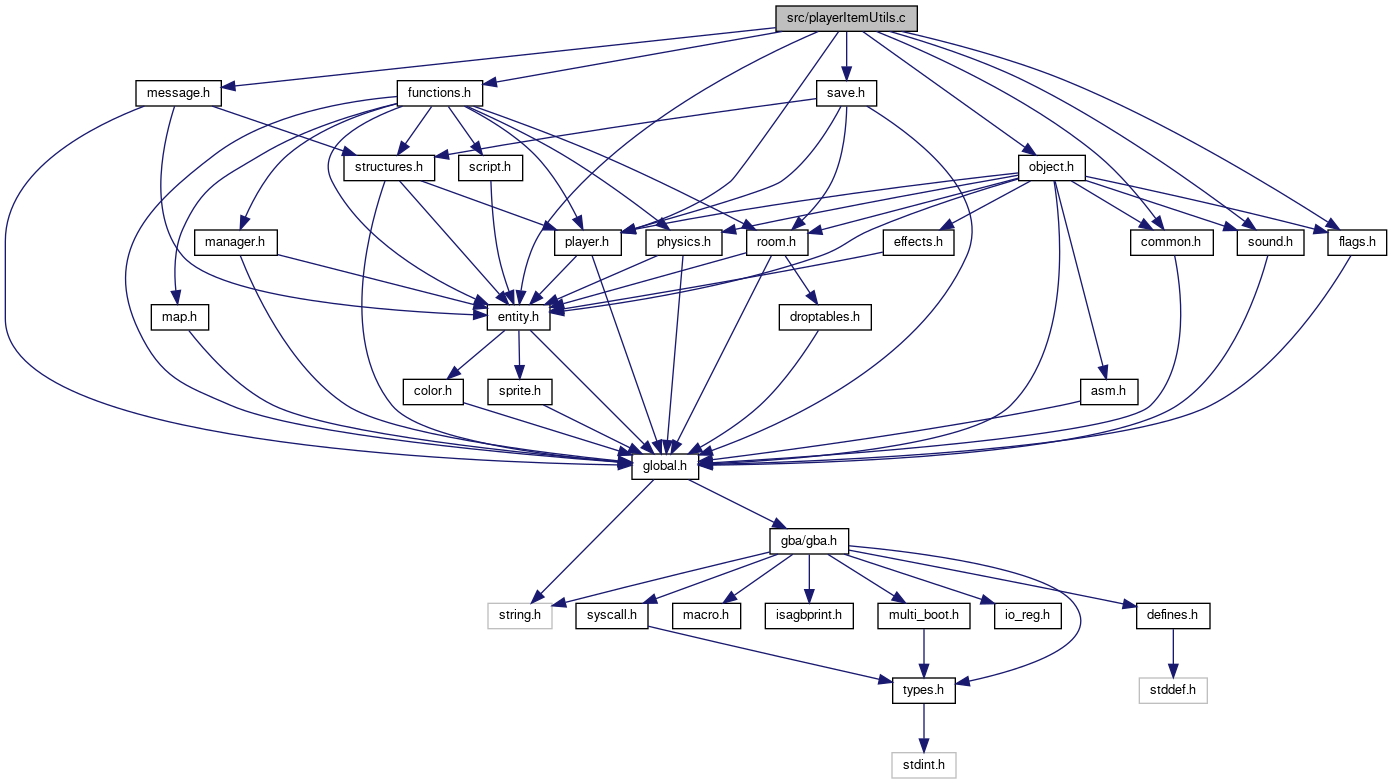 src/playerItemUtils.c
message.h
functions.h
save.h
structures.h
script.h
object.h
manager.h
player.h
physics.h
room.h
effects.h
common.h
sound.h
flags.h
map.h
entity.h
droptables.h
color.h
sprite.h
asm.h
global.h
gba/gba.h
string.h
syscall.h
macro.h
isagbprint.h
multi_boot.h
io_reg.h
defines.h
types.h
stddef.h
stdint.h